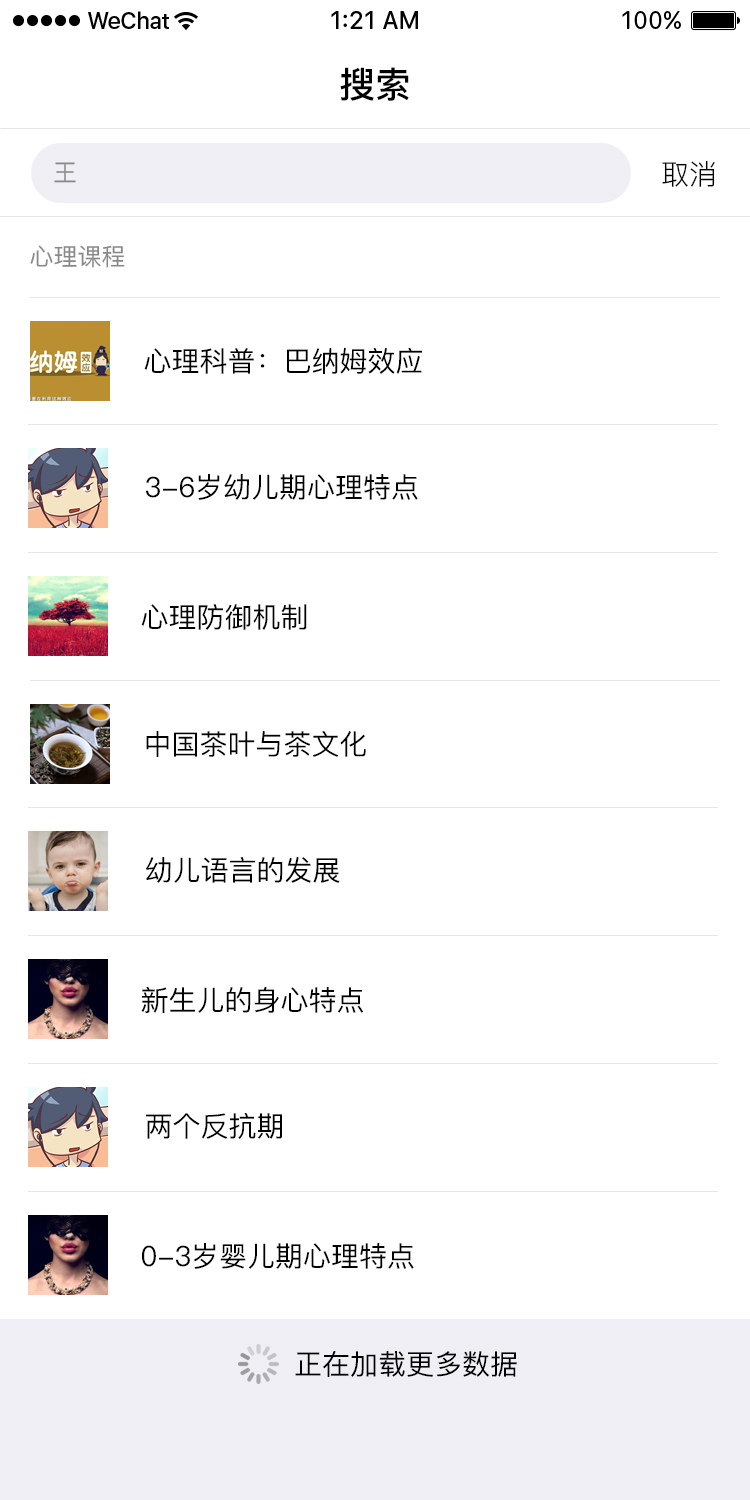 WeChat 1:21 AM 100%
搜索
王 取消
心理课程
纳姆效应
心理科普：巴纳姆效应
3-6岁幼儿期心理特点
心理防御机制
中国茶叶与茶文化
幼儿语言的发展
新生儿的身心特点
两个反抗期
0-3岁婴儿期心理特点
正在加载更多数据